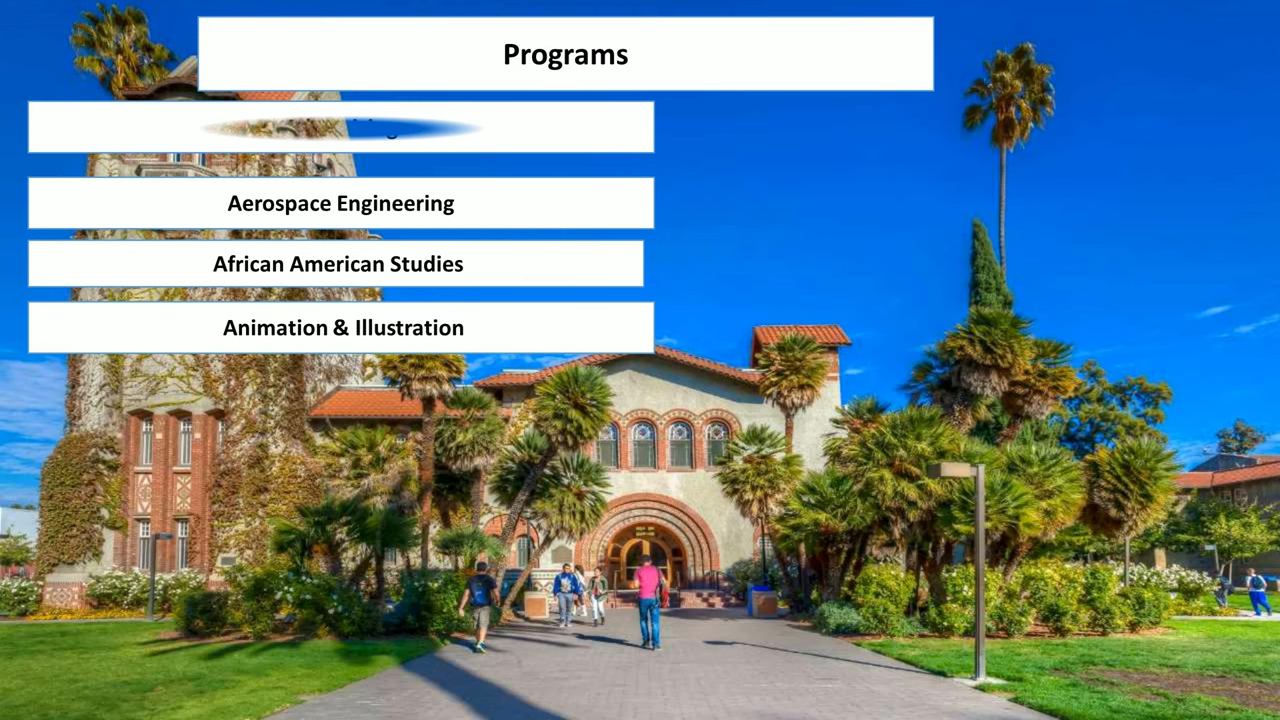 Programs
Aerospace Engineering
African American Studies
Animation & Illustration